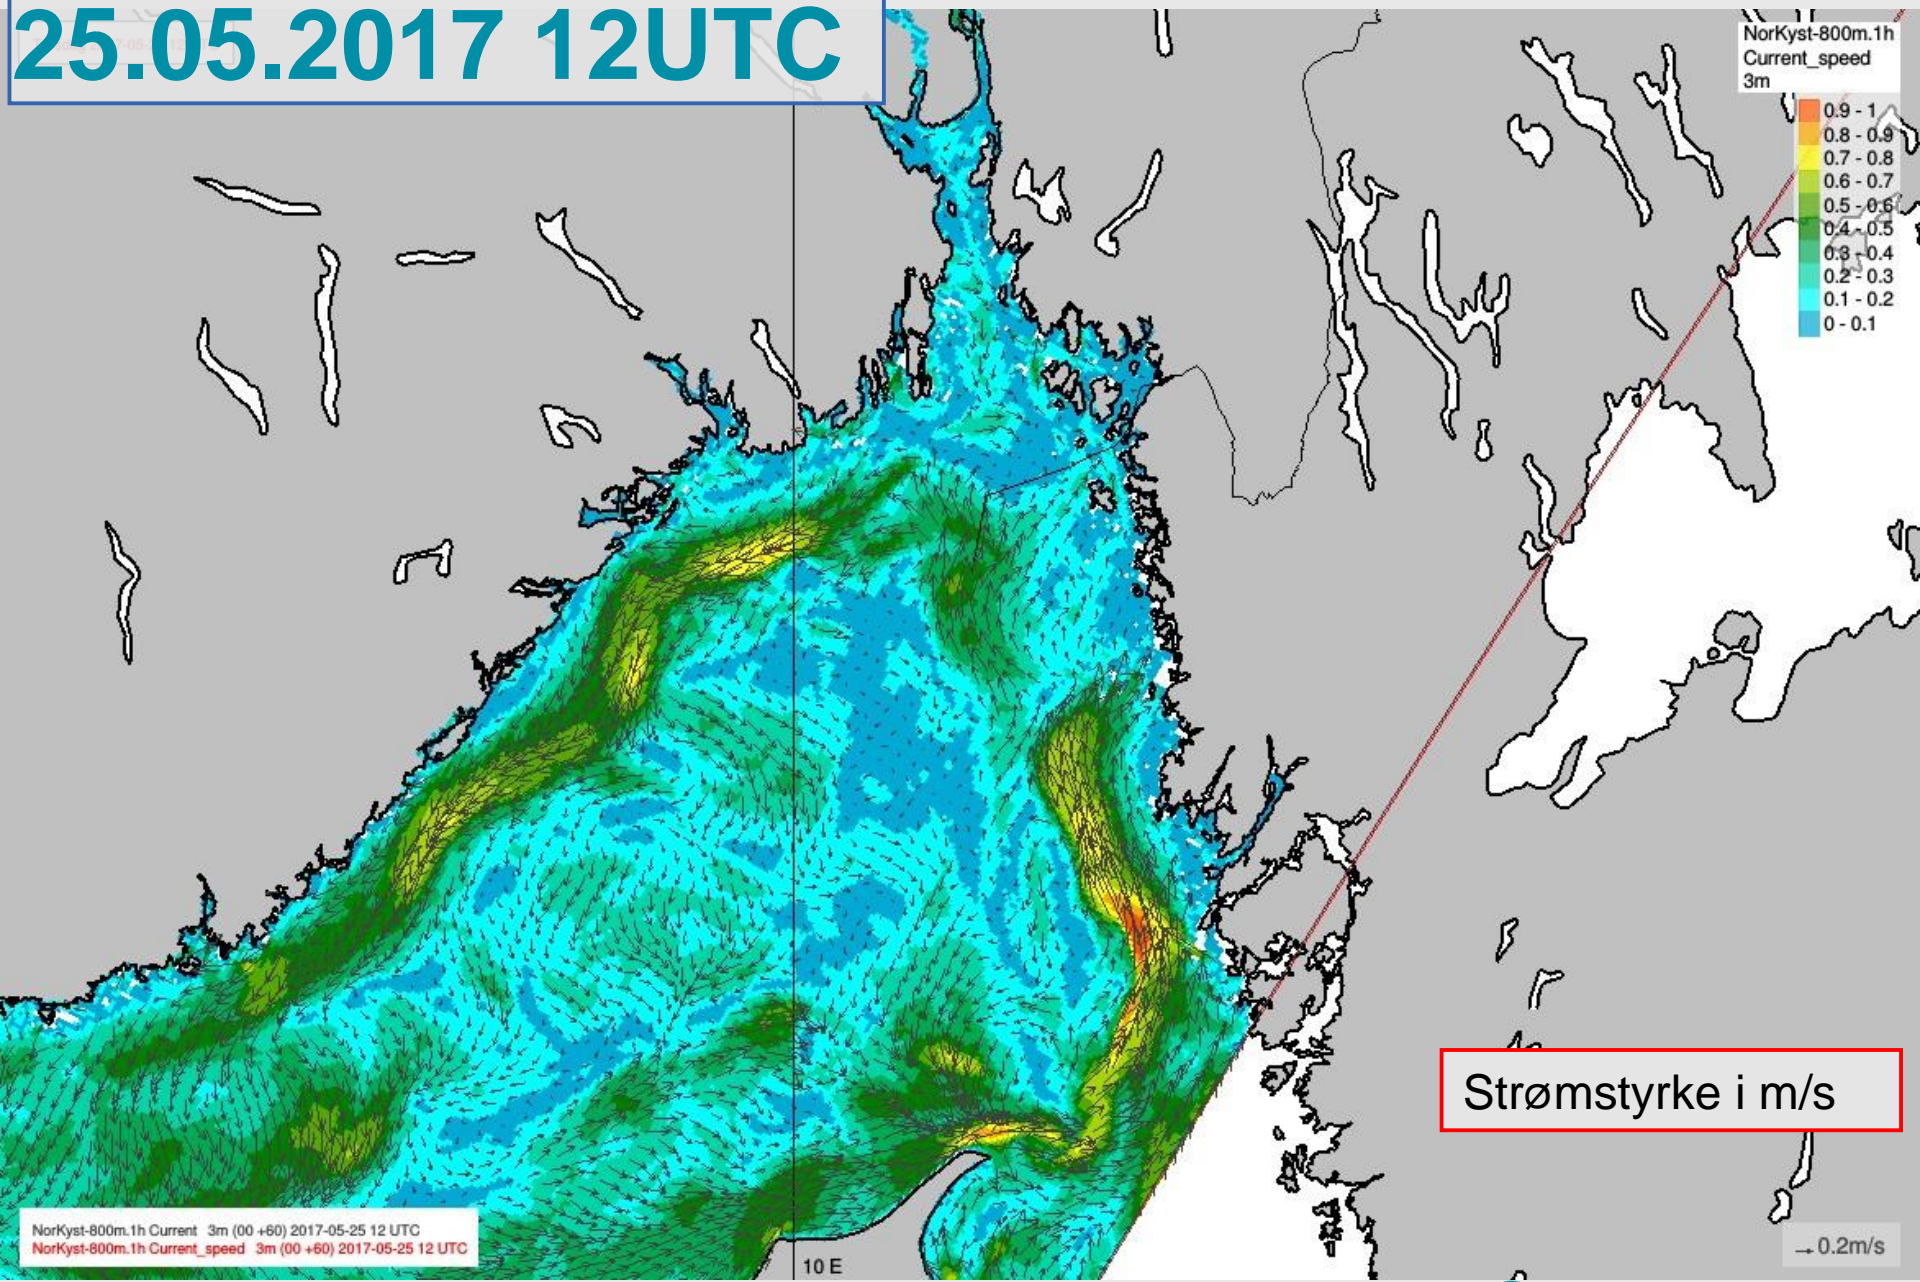 25.05.2017 12UTC
NorKyst-800m.1h
Current_speed
3m
0.9 - 1
0.8 - 0.9
0.7 - 0.8
0.6 - 0.7
0.5 - 0.6
0.4 - 0.5
0.3 - 0.4
0.2 - 0.3
0.1 - 0.2
0 - 0.1
Strømstyrke i m/s
NorKyst-800m.1h Current 3m (00 +60) 2017-05-25 12 UTC
NorKyst-800m.1h Current_speed 3m (00 +60) 2017-05-25 12 UTC
10 E
→ 0.2m/s